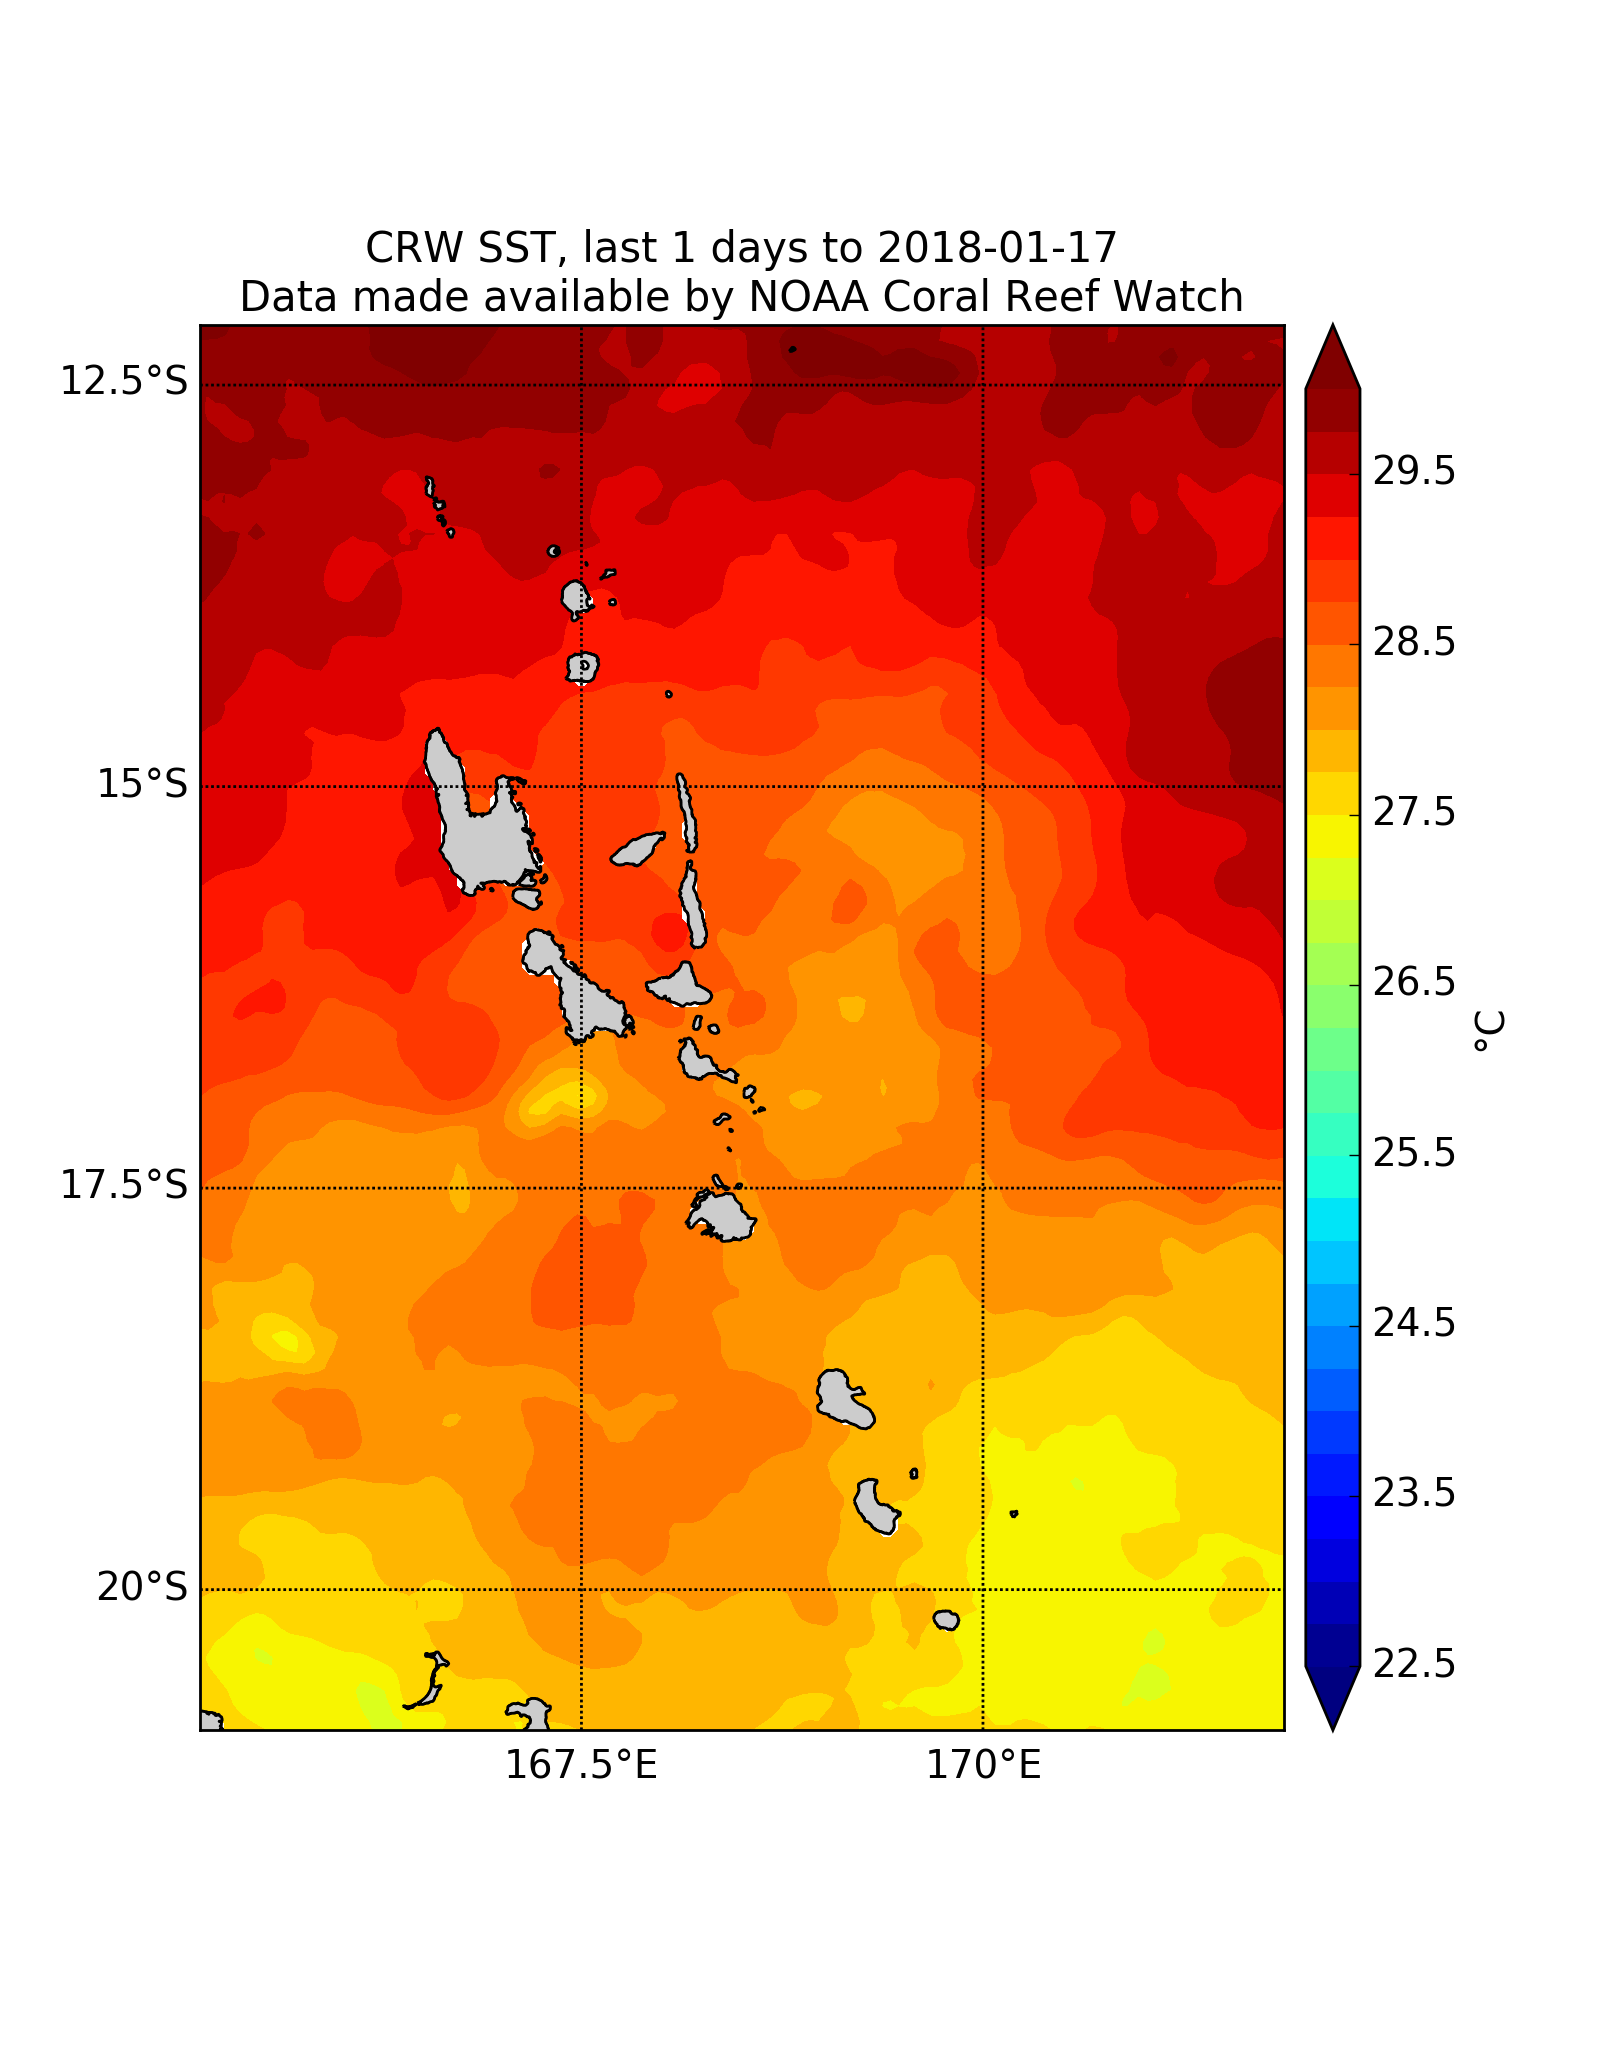 CRW SST, last 1 days to 2018-01-17
Data made available by NOAA Coral Reef Watch
12.5°S
15°S
17.5°S
20°S
167.5°E
170°E
29.5
28.5
27.5
26.5
25.5
24.5
23.5
22.5
°C